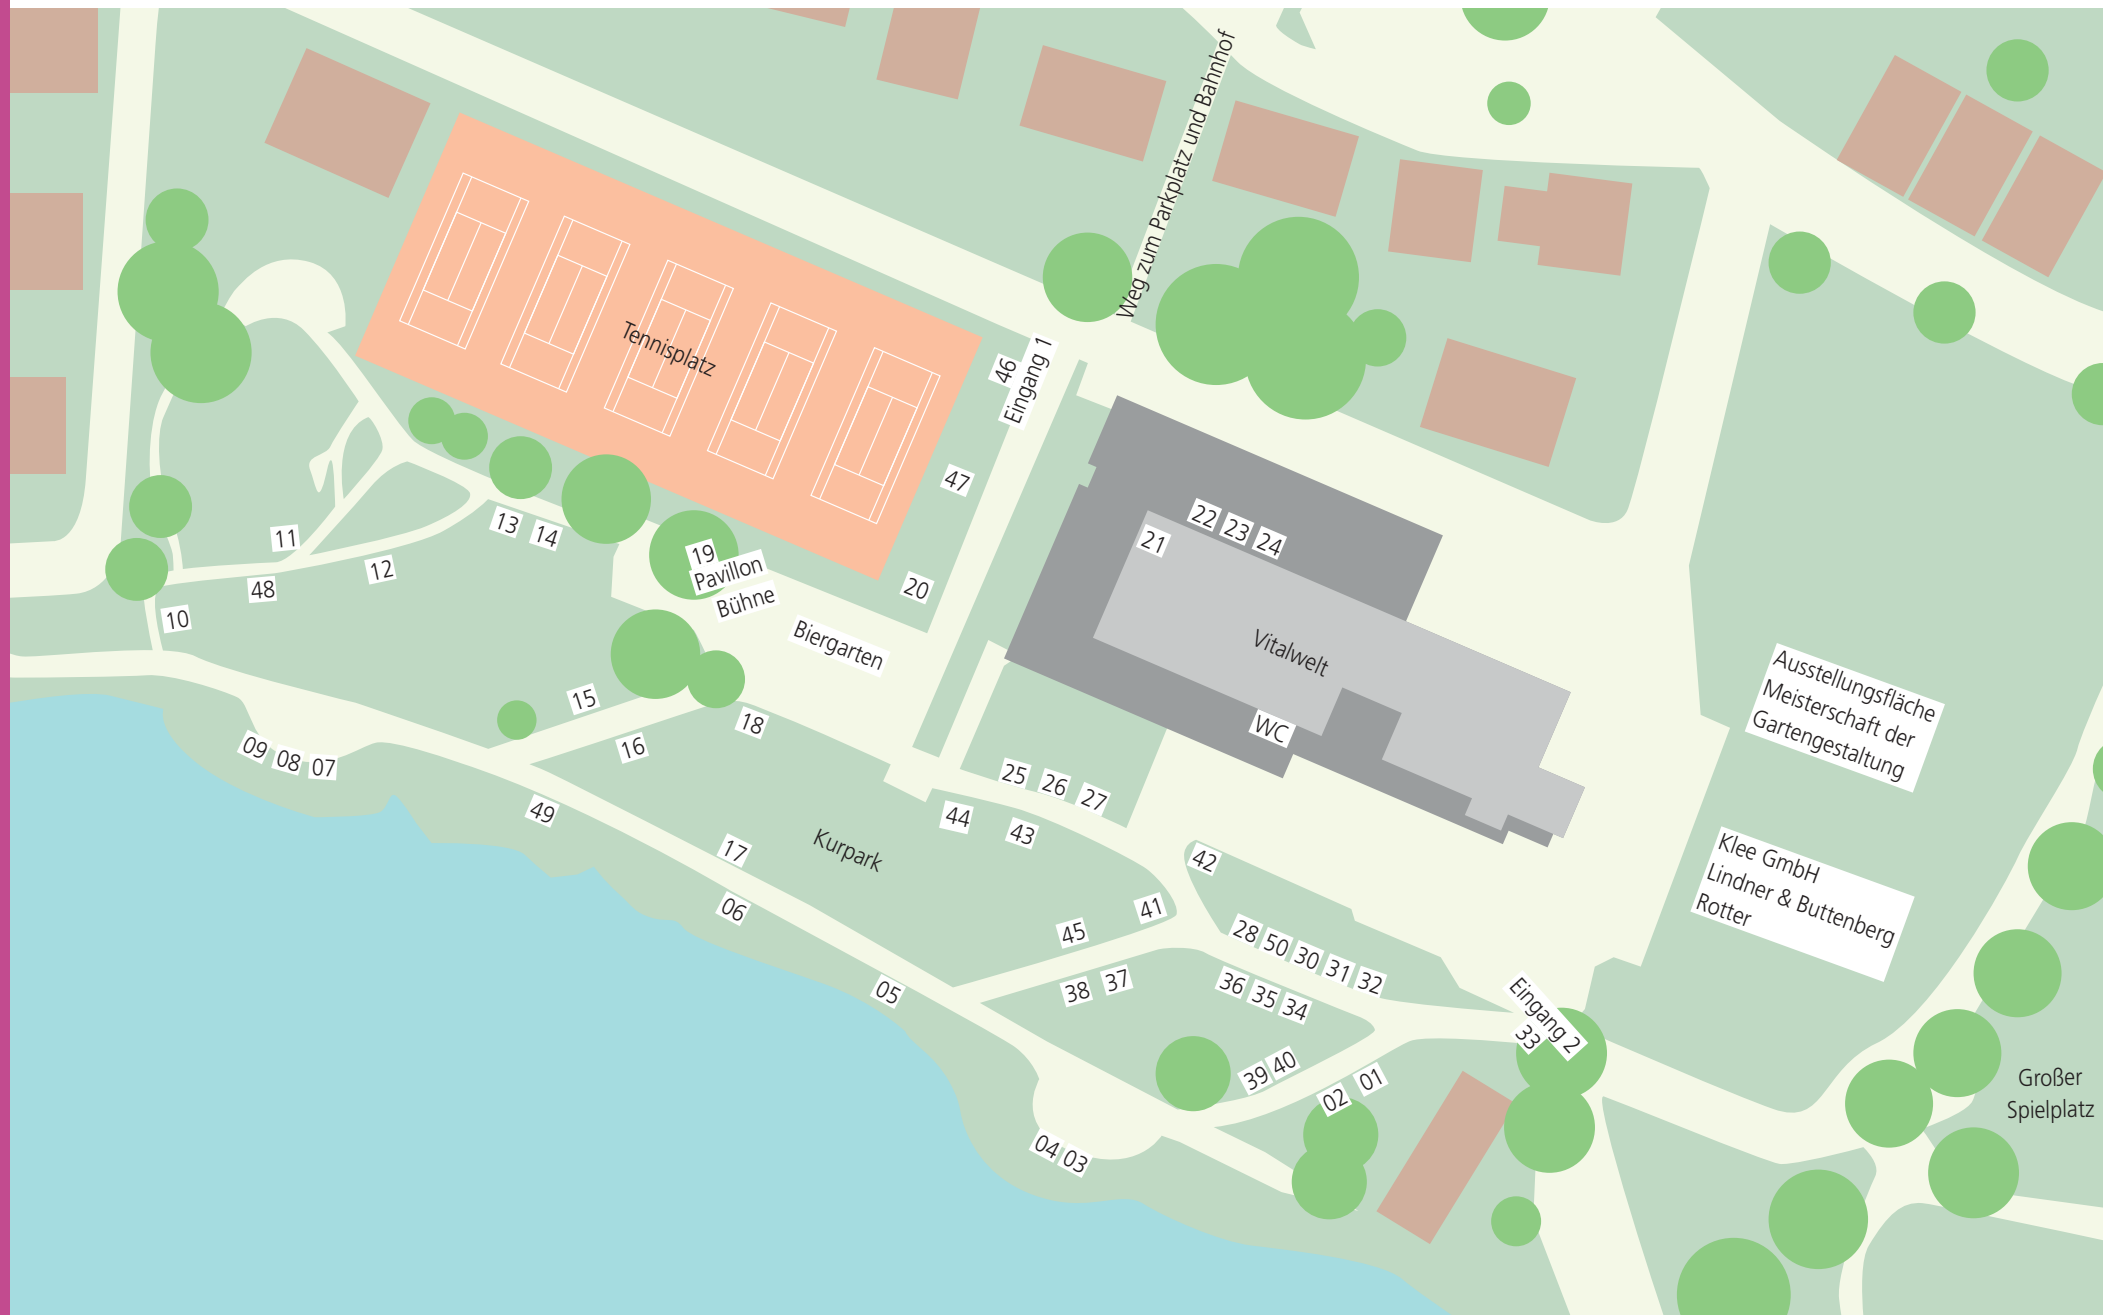 Weg zum Parkplatz und Bahnhof
Tennisplatz
46
Eingang 1
47
22 23 24
21
13 14
11
12
48
10
19
Pavillon
Bühne
20
Biergarten
Vitalwelt
WC
15
16
18
09 08 07
49
25 26 27
44
43
42
17
06
Kurpark
Ausstellungsfläche
Meisterschaft der
Gartengestaltung
Klee GmbH
Lindner & Buttenberg
Rotter
41
45
38 37
05
28 50 30 31 32
36 35 34
Eingang 2
33
39 40
02 01
04 03
Großer
Spielplatz